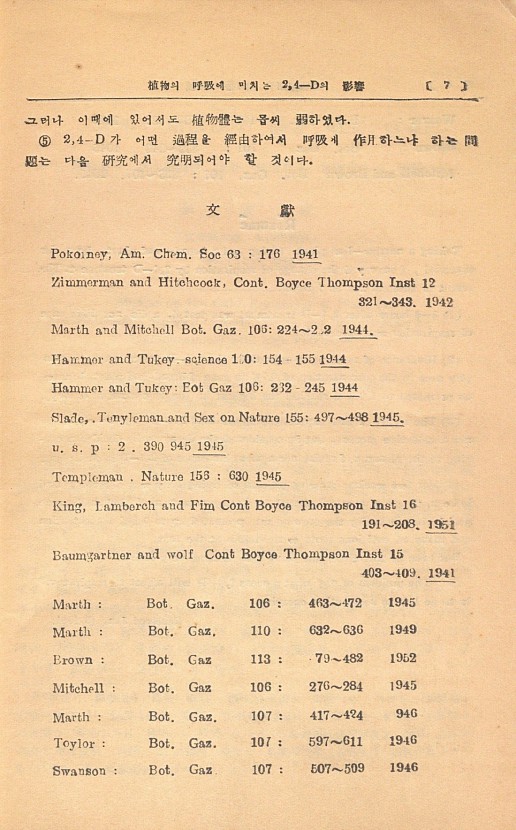 植物의 呼吸에 미치는 2,4—D의 影響 〔 7 〕
그러나 이때에 있어서도 植物體는 몹씨 弱하였다.
⑤ 2,4-D가 어떤 過程을 經由하여서 呼吸에 作用하느냐 하는 問
題는 다음 研究에서 究明되어야 할 것이다.
文 獻
Pokorney, Am. Chem. Soc 63 : 176 1941
Zimmerman and Hitchcock, Cont. Boyce Thompson Inst 12
321~343. 1942
Marth and Mitchell Bot. Gaz. 106: 224~2 2 1944.
Hammer and Tukey. science 1 0: 154 - 155 1944
Hammer and Tukey: Bot Gaz 106: 232 - 245 1944
Slade, . and Sex on Nature 155: 497~498 1945.
u. s. p : 2 . 390 945 1945
Templeman . Nature 156 : 630 1945
King, Lamberch and Fim Cont Boyce Thompson Inst 16
191~208. 1951
Baumgartner and wolf Cont Boyce Thompson Inst 15
403~409. 1941
Marth : Bot. Gaz. 106 : 463~472 1945
Marth : Bot. Gaz. 110 : 632~636 1949
Brown : Bot. Gaz 113 : 79~482 1952
Mitchell : Bot. Gaz 106 : 276~284 1945
Marth : Bot. Gaz. 107 : 417~424 946
Toylor : Bot. Gaz. 107 : 597~611 1946
Swanson : Bot. Gaz 107 : 507~509 1946